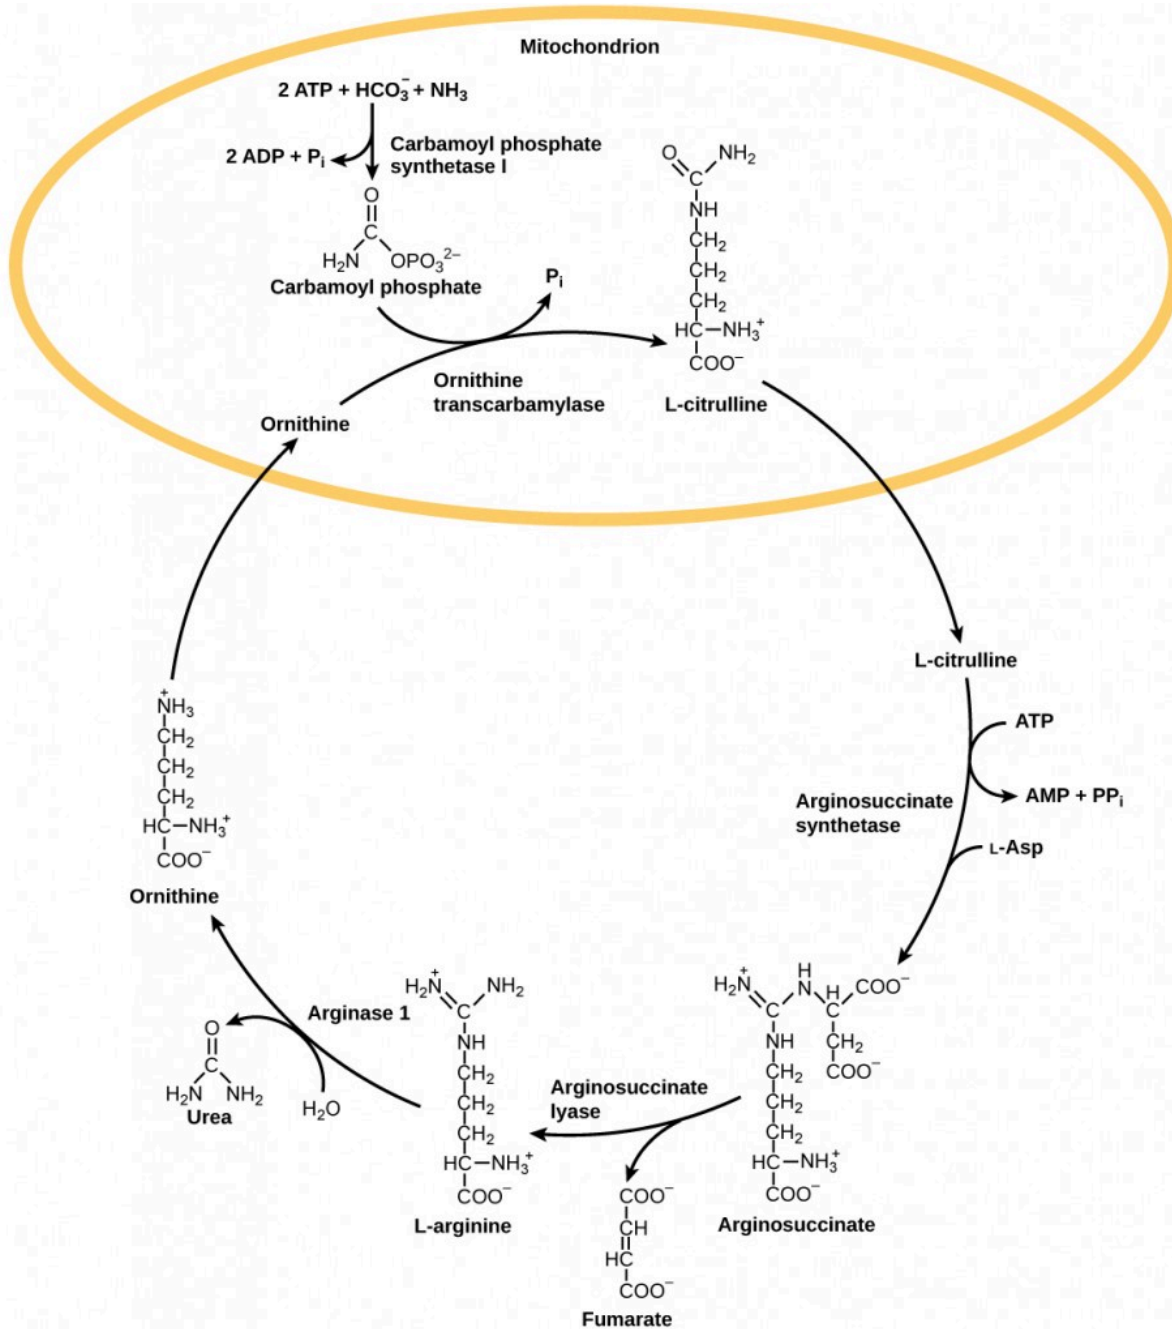 Mitochondrion
2 ATP + HCO₃⁻ + NH₃
2 ADP + Pᵢ
Carbamoyl phosphate
synthetase I
O
C
H₂N
OPO₃²⁻
Carbamoyl phosphate
Pᵢ
O
NH₂
C
NH
CH₂
CH₂
CH₂
HC–NH₃⁺
COO⁻
L-citrulline
Ornithine
transcarbamylase
Ornithine
L-citrulline
ATP
AMP + PPᵢ
Arginosuccinate
synthetase
L-Asp
⁺NH₃
CH₂
CH₂
CH₂
HC–NH₃⁺
COO⁻
Ornithine
Arginase 1
O
C
H₂N
NH₂
Urea
H₂O
H₂N⁺
NH₂
C
NH
CH₂
CH₂
CH₂
HC–NH₃⁺
COO⁻
L-arginine
Arginosuccinate
lyase
COO⁻
CH
HC
COO⁻
Fumarate
H₂N⁺
H
N
H
COO⁻
C
C
NH
CH₂
COO⁻
CH₂
CH₂
CH₂
HC–NH₃⁺
COO⁻
Arginosuccinate